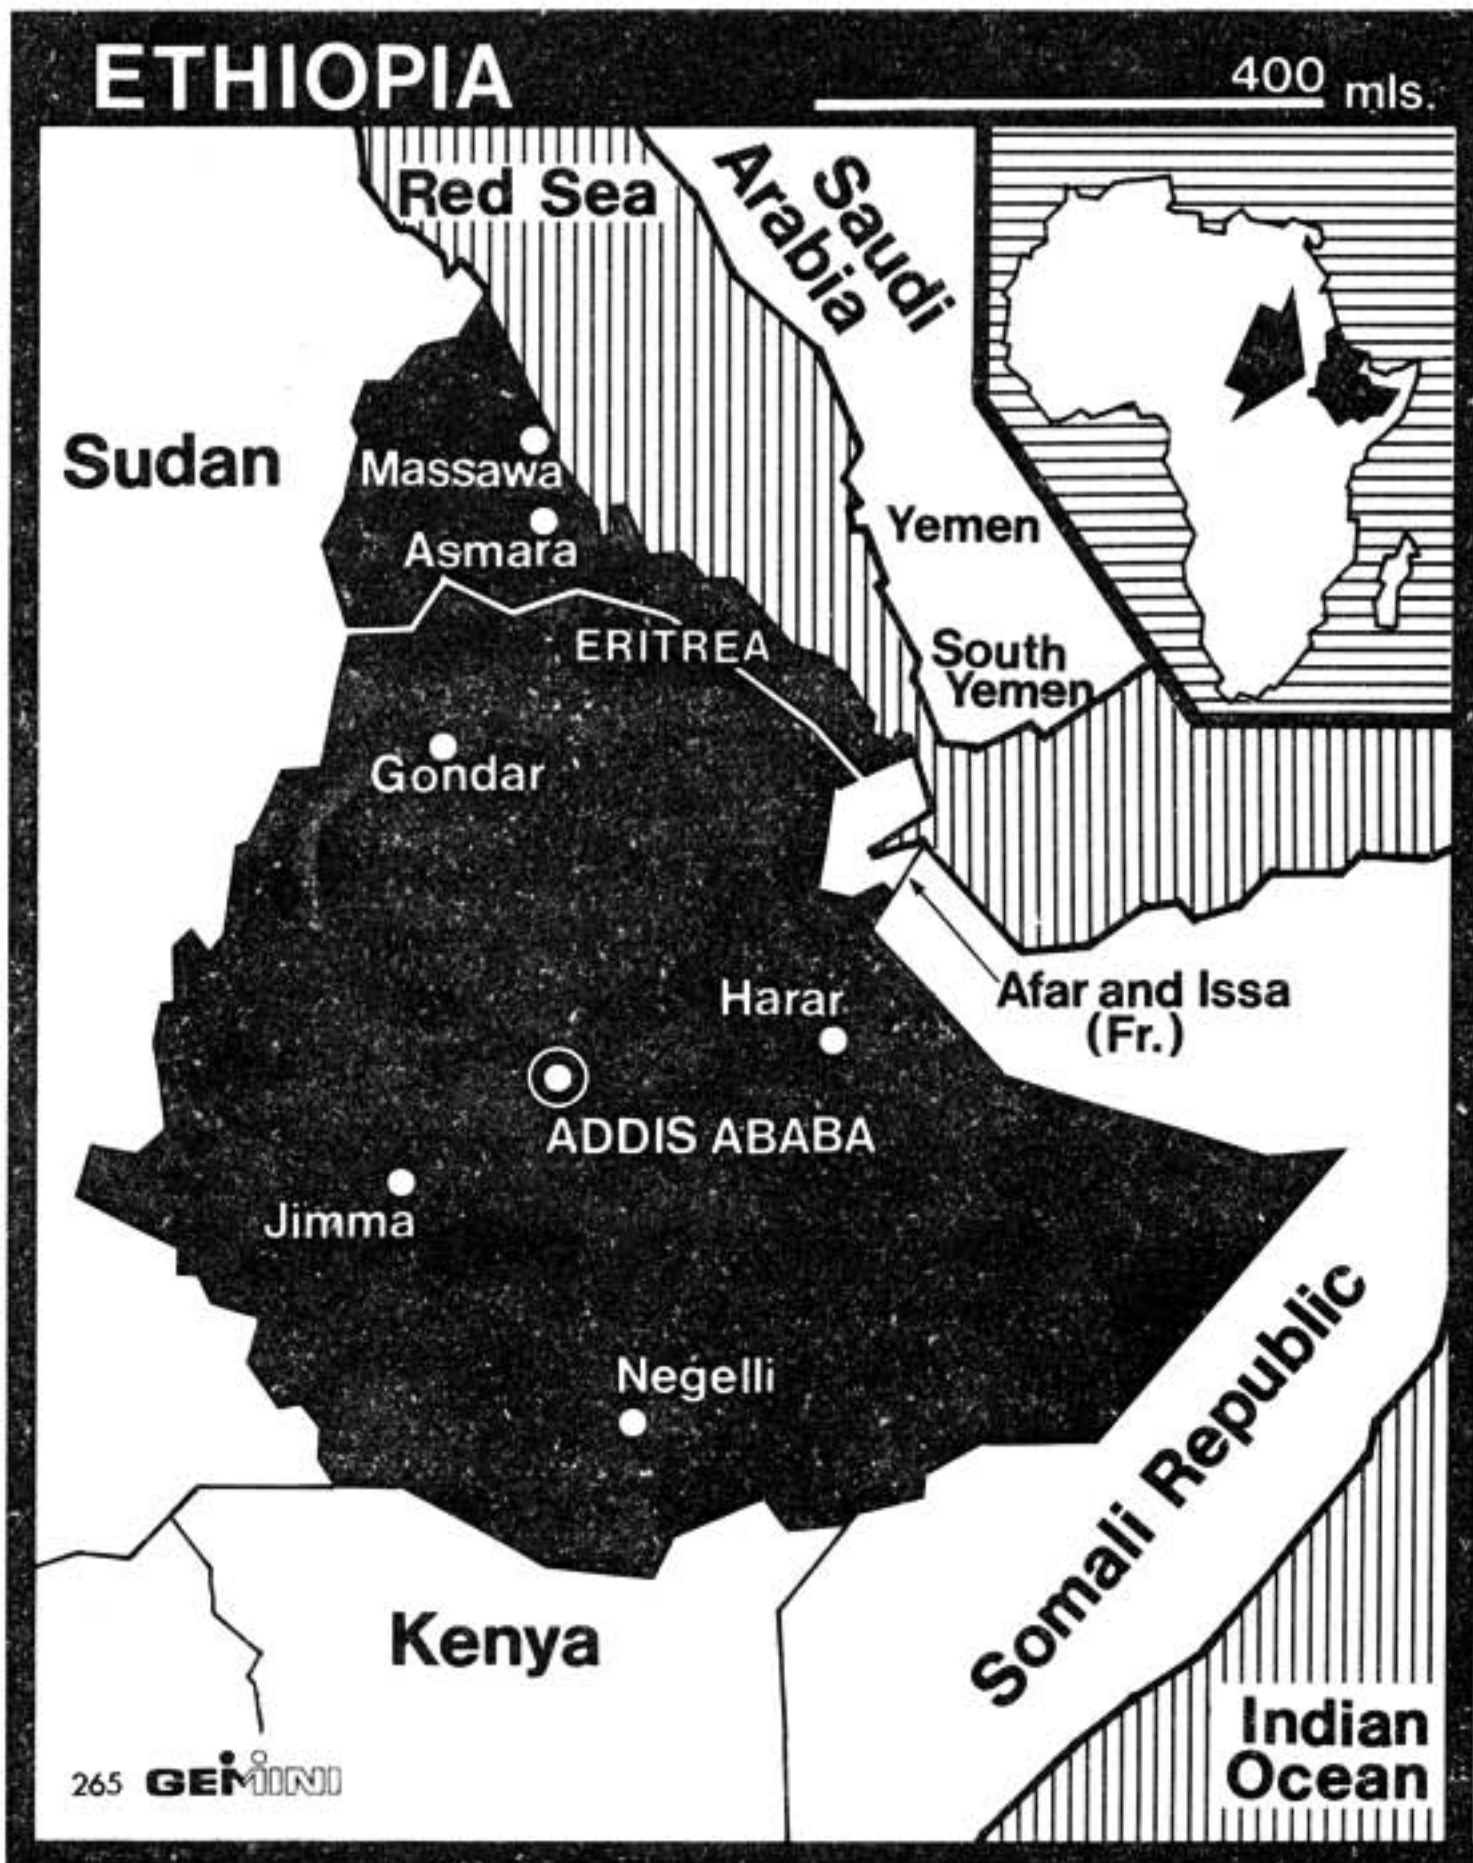 ETHIOPIA
400 mls.
Red Sea
Saudi
Arabia
Sudan
Massawa
Asmara
Yemen
ERITREA
South
Yemen
Gondar
Harar
Afar and Issa
(Fr.)
ADDIS ABABA
Jimma
Negelli
Somali Republic
Kenya
Indian
Ocean
265 GEMINI